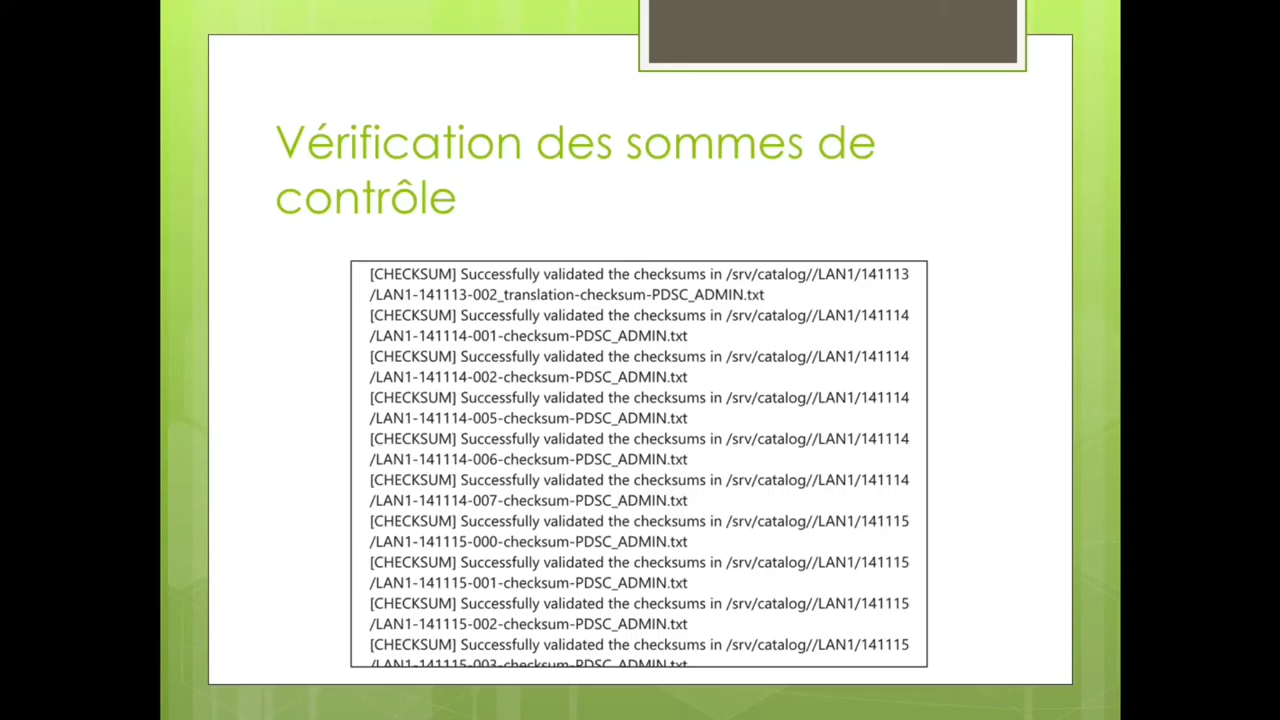 Vérification des sommes de
contrôle
[CHECKSUM] Successfully validated the checksums in /srv/catalog//LAN1/141113
/LAN1-141113-002_translation-checksum-PDSC_ADMIN.txt
[CHECKSUM] Successfully validated the checksums in /srv/catalog//LAN1/141114
/LAN1-141114-001-checksum-PDSC_ADMIN.txt
[CHECKSUM] Successfully validated the checksums in /srv/catalog//LAN1/141114
/LAN1-141114-002-checksum-PDSC_ADMIN.txt
[CHECKSUM] Successfully validated the checksums in /srv/catalog//LAN1/141114
/LAN1-141114-005-checksum-PDSC_ADMIN.txt
[CHECKSUM] Successfully validated the checksums in /srv/catalog//LAN1/141114
/LAN1-141114-006-checksum-PDSC_ADMIN.txt
[CHECKSUM] Successfully validated the checksums in /srv/catalog//LAN1/141114
/LAN1-141114-007-checksum-PDSC_ADMIN.txt
[CHECKSUM] Successfully validated the checksums in /srv/catalog//LAN1/141115
/LAN1-141115-000-checksum-PDSC_ADMIN.txt
[CHECKSUM] Successfully validated the checksums in /srv/catalog//LAN1/141115
/LAN1-141115-001-checksum-PDSC_ADMIN.txt
[CHECKSUM] Successfully validated the checksums in /srv/catalog//LAN1/141115
/LAN1-141115-002-checksum-PDSC_ADMIN.txt
[CHECKSUM] Successfully validated the checksums in /srv/catalog//LAN1/141115
/LAN1-141115-003-checksum-PDSC_ADMIN.txt